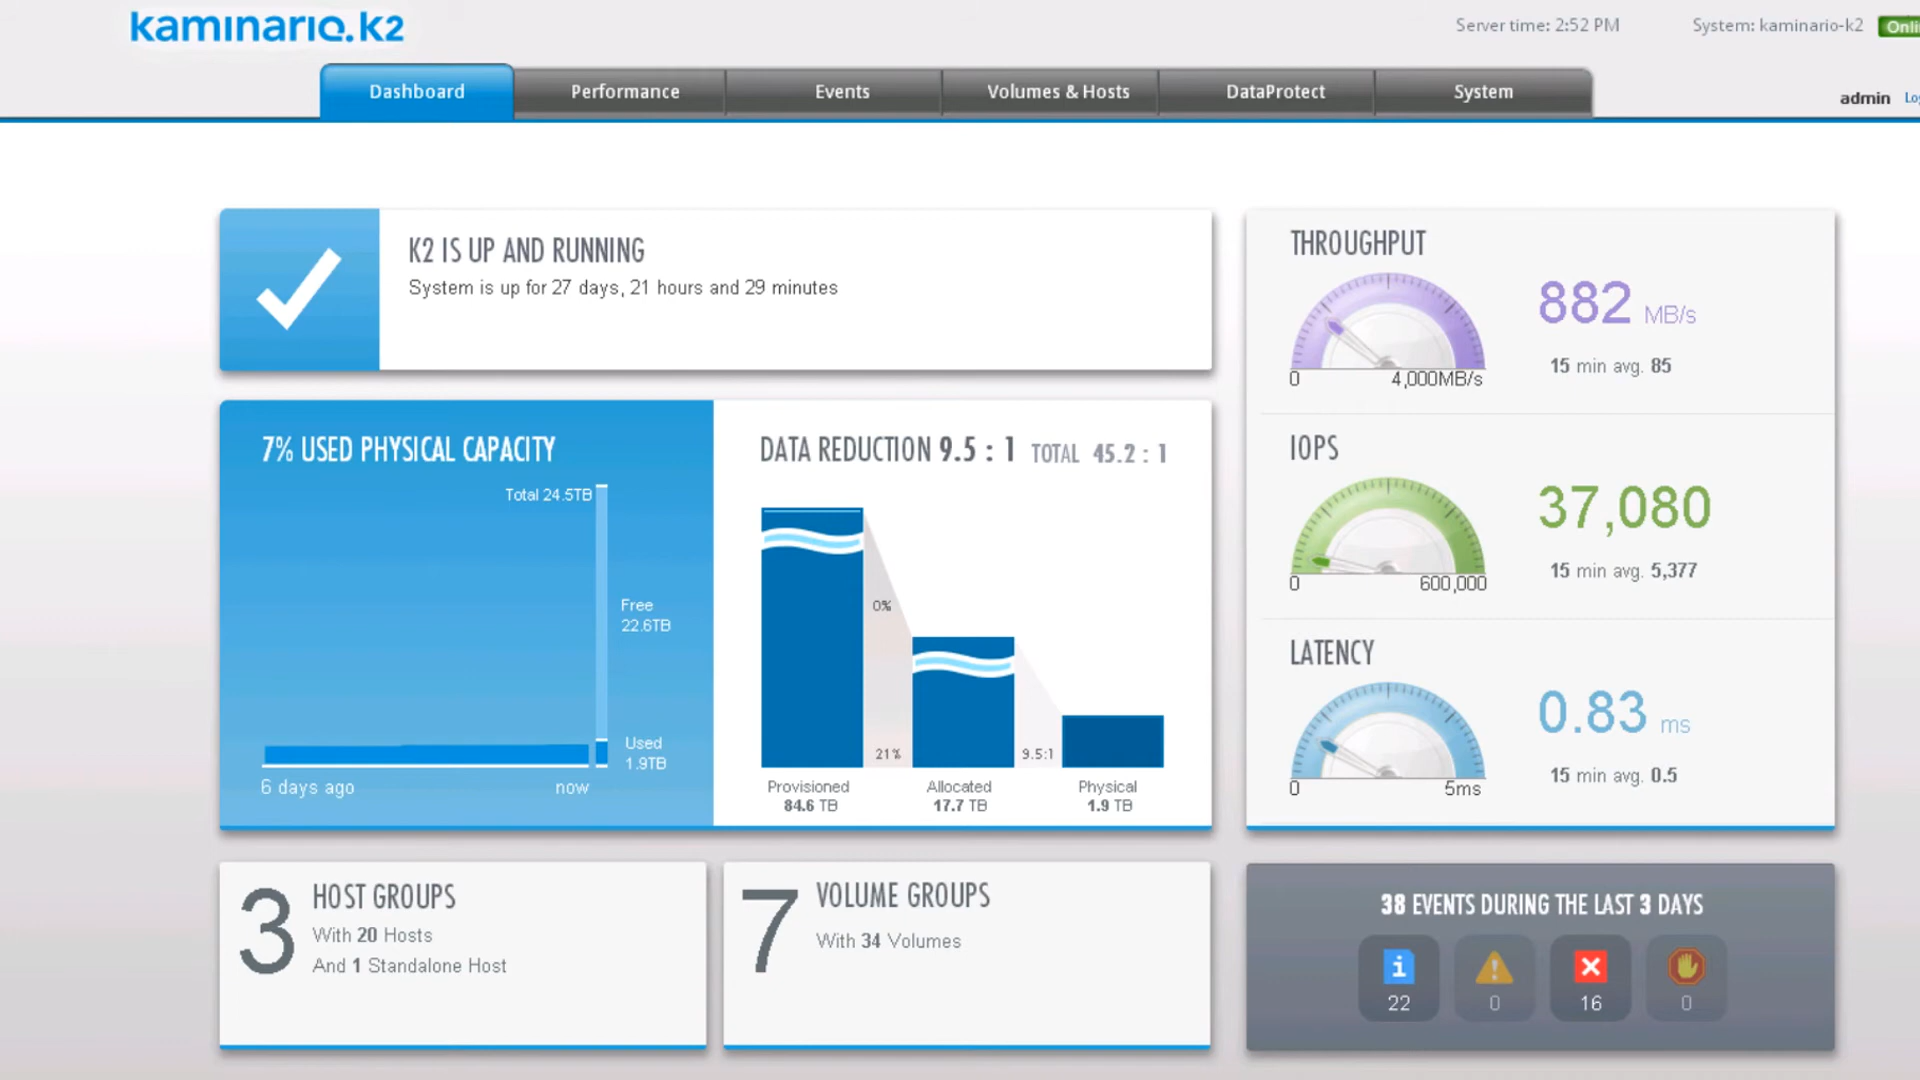 kaminario.k2
Server time: 2:52 PM
System: kaminario-k2
Dashboard
Performance
Events
Volumes & Hosts
DataProtect
System
admin
K2 IS UP AND RUNNING
System is up for 27 days, 21 hours and 29 minutes
THROUGHPUT
882 MB/s
15 min avg. 85
0
4,000MB/s
7% USED PHYSICAL CAPACITY
Total 24.5TB
Free
22.6TB
Used
1.9TB
6 days ago
now
DATA REDUCTION 9.5 : 1 TOTAL 45.2 : 1
0%
21%
9.5:1
Provisioned
84.6 TB
Allocated
17.7 TB
Physical
1.9 TB
IOPS
37,080
15 min avg. 5,377
0
600,000
LATENCY
0.83 ms
15 min avg. 0.5
0
5ms
3
HOST GROUPS
With 20 Hosts
And 1 Standalone Host
7
VOLUME GROUPS
With 34 Volumes
38 EVENTS DURING THE LAST 3 DAYS
22
0
16
0